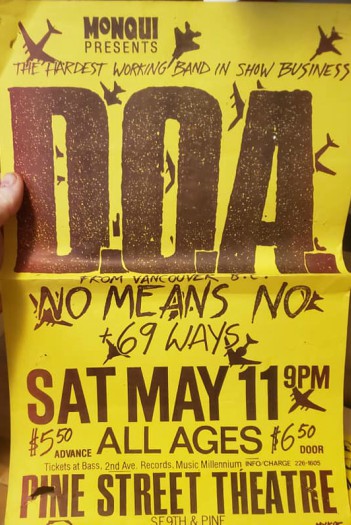 MONQUI
PRESENTS
THE HARDEST WORKING BAND IN SHOW BUSINESS
D.O.A.
FROM VANCOUVER B.C.
NO MEANS NO
+ 69 WAYS
SAT MAY 11 9PM
$5.50 ADVANCE ALL AGES $6.50 DOOR
Tickets at Bass, 2nd Ave. Records, Music Millennium INFO/CHARGE 226-1605
PINE STREET THEATRE
SE 9TH & PINE